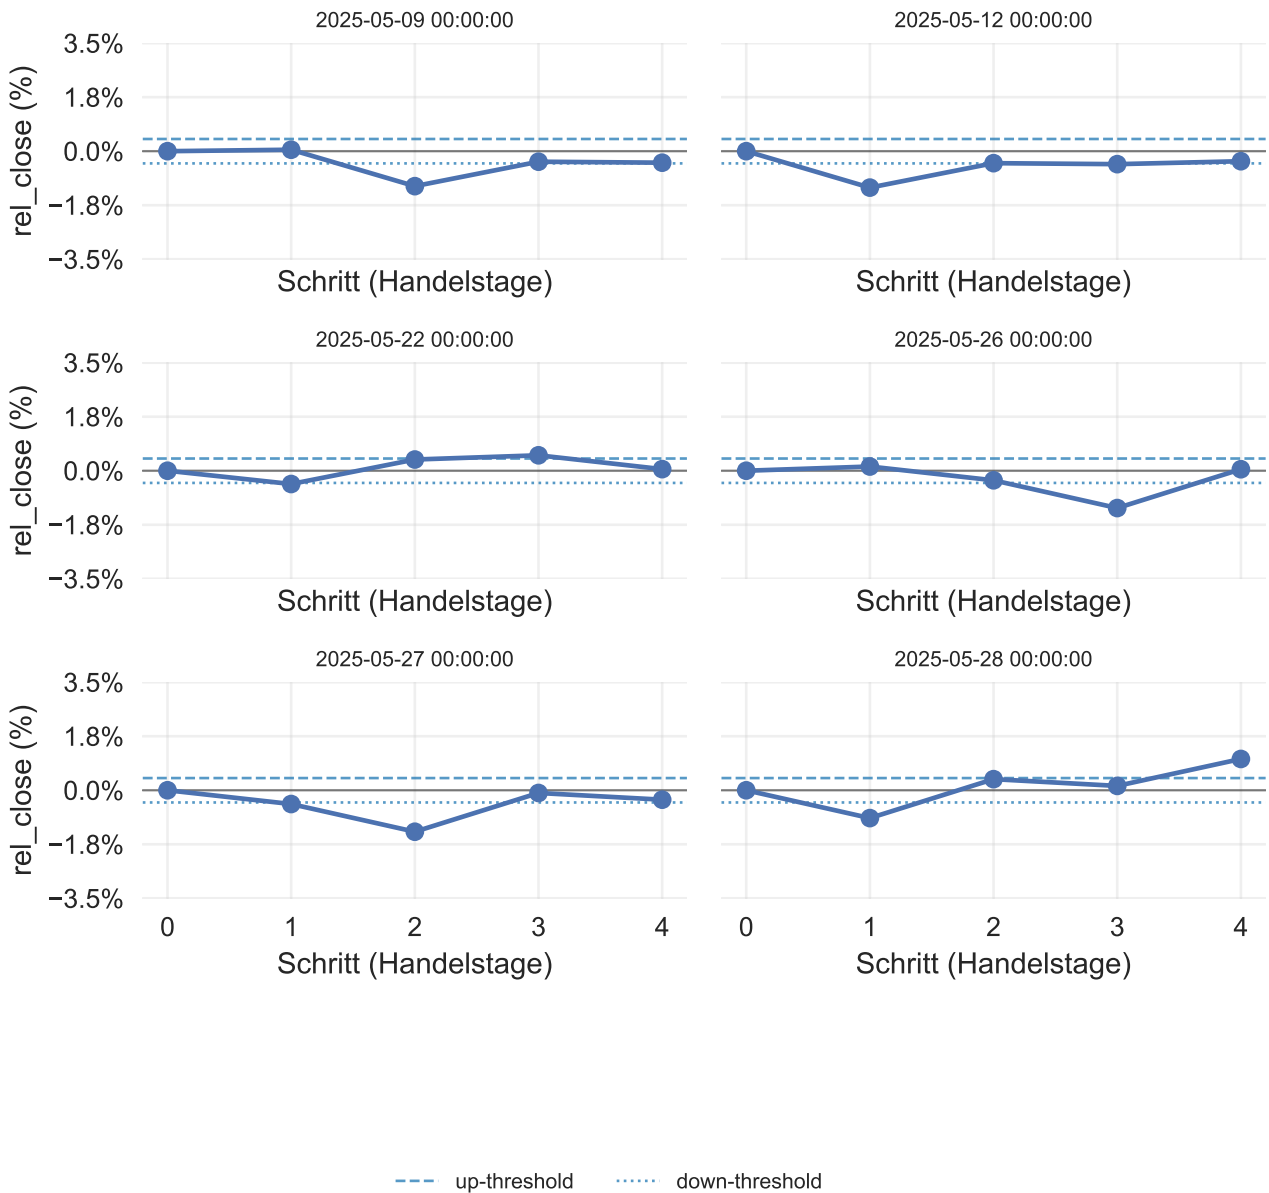 2025-05-09 00:00:00
2025-05-12 00:00:00
rel_close (%)
3.5%
1.8%
0.0%
−1.8%
−3.5%
Schritt (Handelstage)
Schritt (Handelstage)
2025-05-22 00:00:00
2025-05-26 00:00:00
rel_close (%)
3.5%
1.8%
0.0%
−1.8%
−3.5%
Schritt (Handelstage)
Schritt (Handelstage)
2025-05-27 00:00:00
2025-05-28 00:00:00
rel_close (%)
3.5%
1.8%
0.0%
−1.8%
−3.5%
0 1 2 3 4
0 1 2 3 4
Schritt (Handelstage)
Schritt (Handelstage)
up-threshold
down-threshold